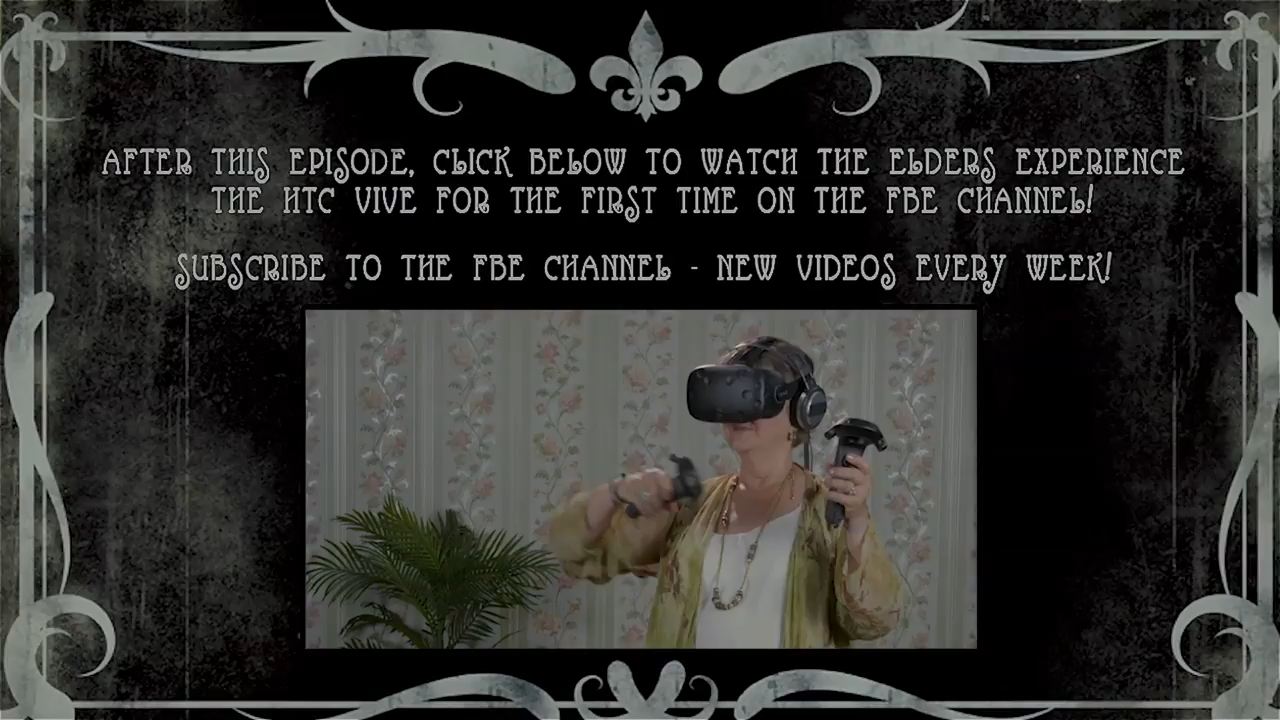 AFTER THIS EPISODE, CLICK BELOW TO WATCH THE ELDERS EXPERIENCE
THE HTC VIVE FOR THE FIRST TIME ON THE FBE CHANNEL!
SUBSCRIBE TO THE FBE CHANNEL - NEW VIDEOS EVERY WEEK!